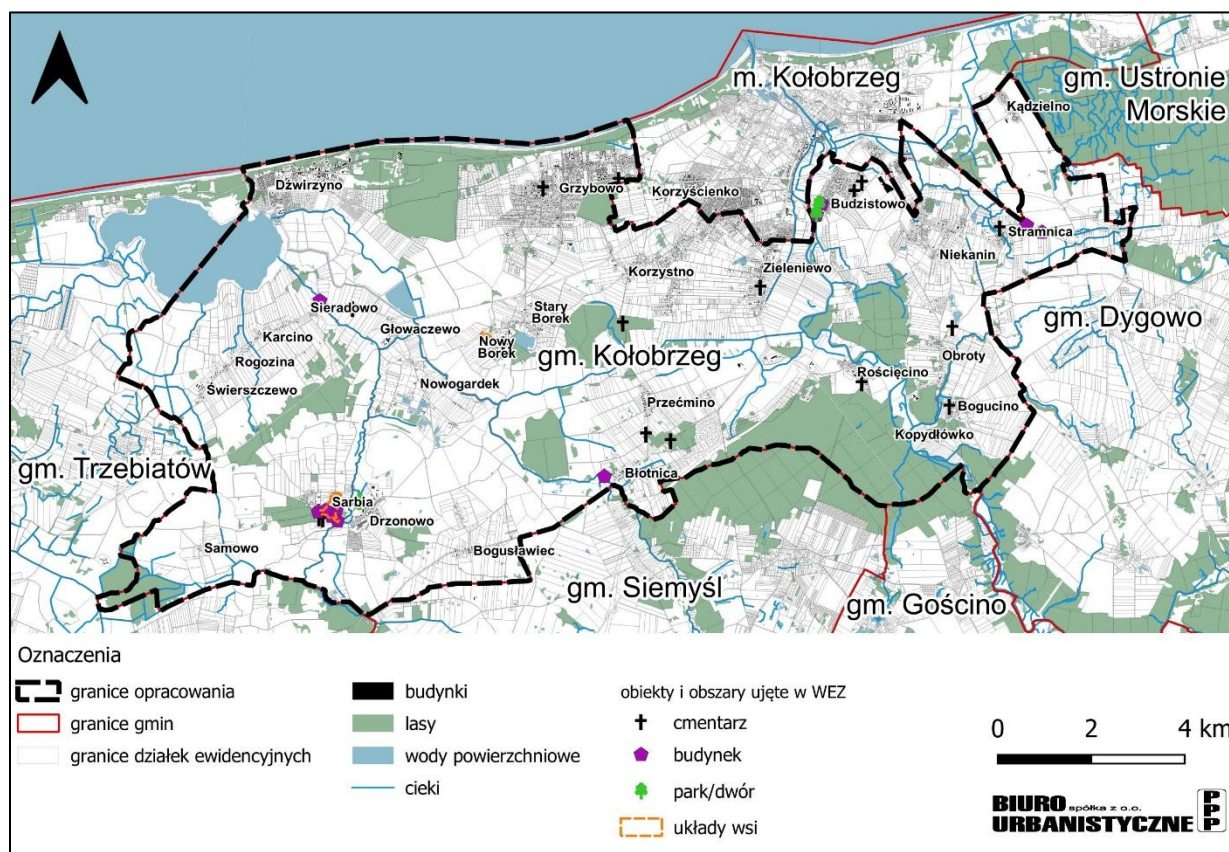 m. Kołobrzeg
gm. Ustronie
Morskie
Kądzielno
Dźwirzyno
Grzybowo
Korzyścienko
Budzistowo
Stramnica
Niekanin
Korzystno
Zieleniewo
Sieradowo
Stary
Borek
Głowaczewo
Karcino
Nowy
Borek
gm. Kołobrzeg
gm. Dygowo
Obroty
Rogozina
Rościęcino
Nowogardek
Świerszczewo
Przećmino
Bogucino
Kopydłówko
gm. Trzebiatów
Błotnica
Sarbia
Drzonowo
Samowo
Bogusławiec
gm. Siemyśl
gm. Gościno
Oznaczenia
granice opracowania
granice gmin
granice działek ewidencyjnych
budynki
lasy
wody powierzchniowe
cieki
obiekty i obszary ujęte w WEZ
cmentarz
budynek
park/dwór
układy wsi
0 2 4 km
BIURO spółka z o.o.
URBANISTYCZNE
PPP